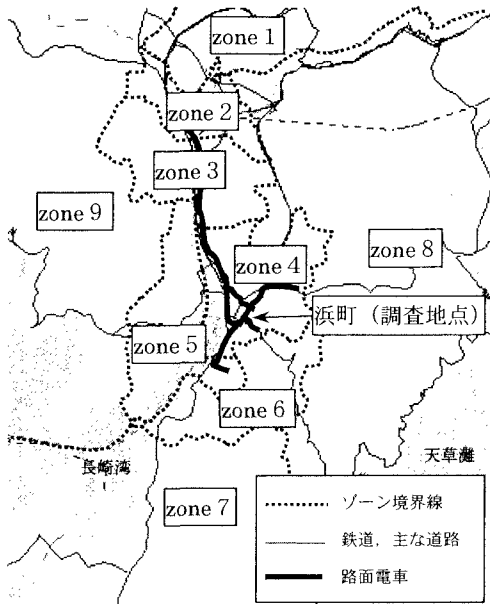 zone 1
zone 2
zone 3
zone 9
zone 8
zone 4
浜町（調査地点）
zone 5
zone 6
長崎湾
天草灘
zone 7
ゾーン境界線
鉄道，主な道路
路面電車